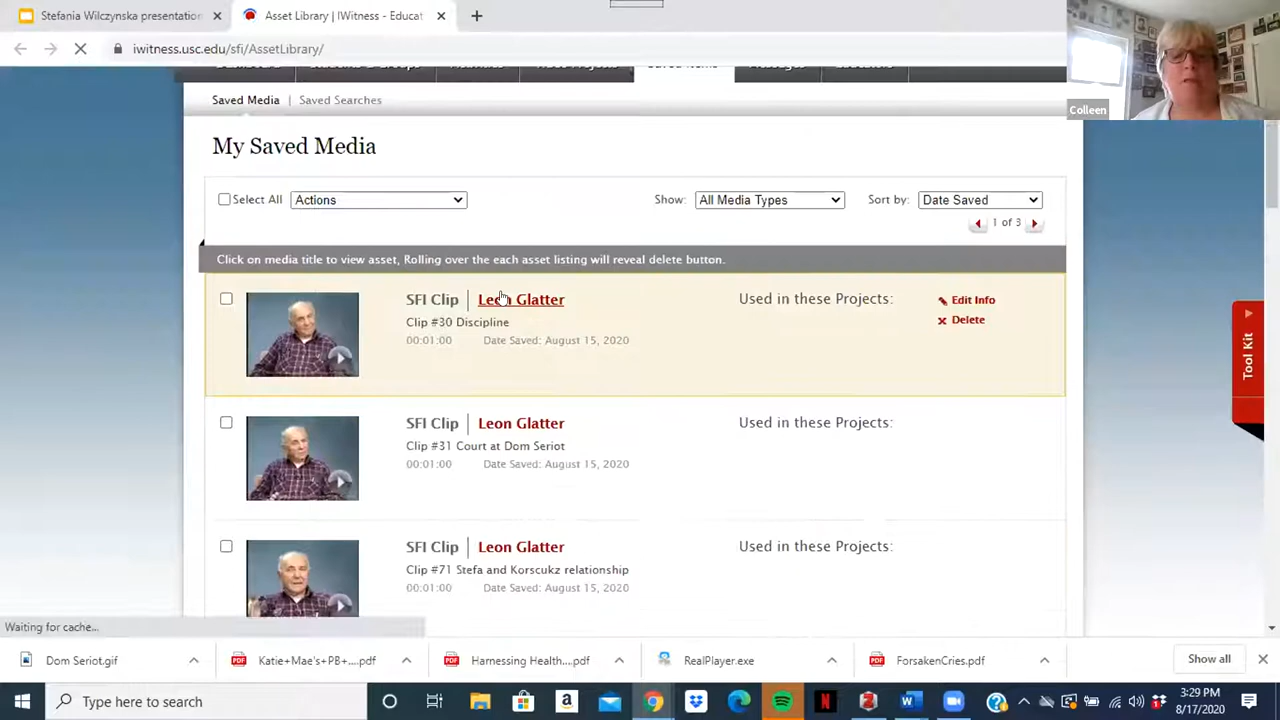 Stefania Wilczynska presentation
Asset Library | IWitness - Educat
iwitness.usc.edu/sfi/AssetLibrary/
Colleen
Saved Media | Saved Searches
My Saved Media
Select All Actions Show: All Media Types Sort by: Date Saved
1 of 3
Click on media title to view asset, Rolling over the each asset listing will reveal delete button.
SFI Clip | Leon Glatter Used in these Projects: Edit Info
Clip #30 Discipline Delete
00:01:00 Date Saved: August 15, 2020
Tool Kit
SFI Clip | Leon Glatter Used in these Projects:
Clip #31 Court at Dom Seriot
00:01:00 Date Saved: August 15, 2020
SFI Clip | Leon Glatter Used in these Projects:
Clip #71 Stefa and Korscukz relationship
00:01:00 Date Saved: August 15, 2020
Waiting for cache...
Dom Seriot.gif Katie+Mae's+PB+....pdf Harnessing Health....pdf RealPlayer.exe ForsakenCries.pdf Show all
Type here to search
3:29 PM
8/17/2020